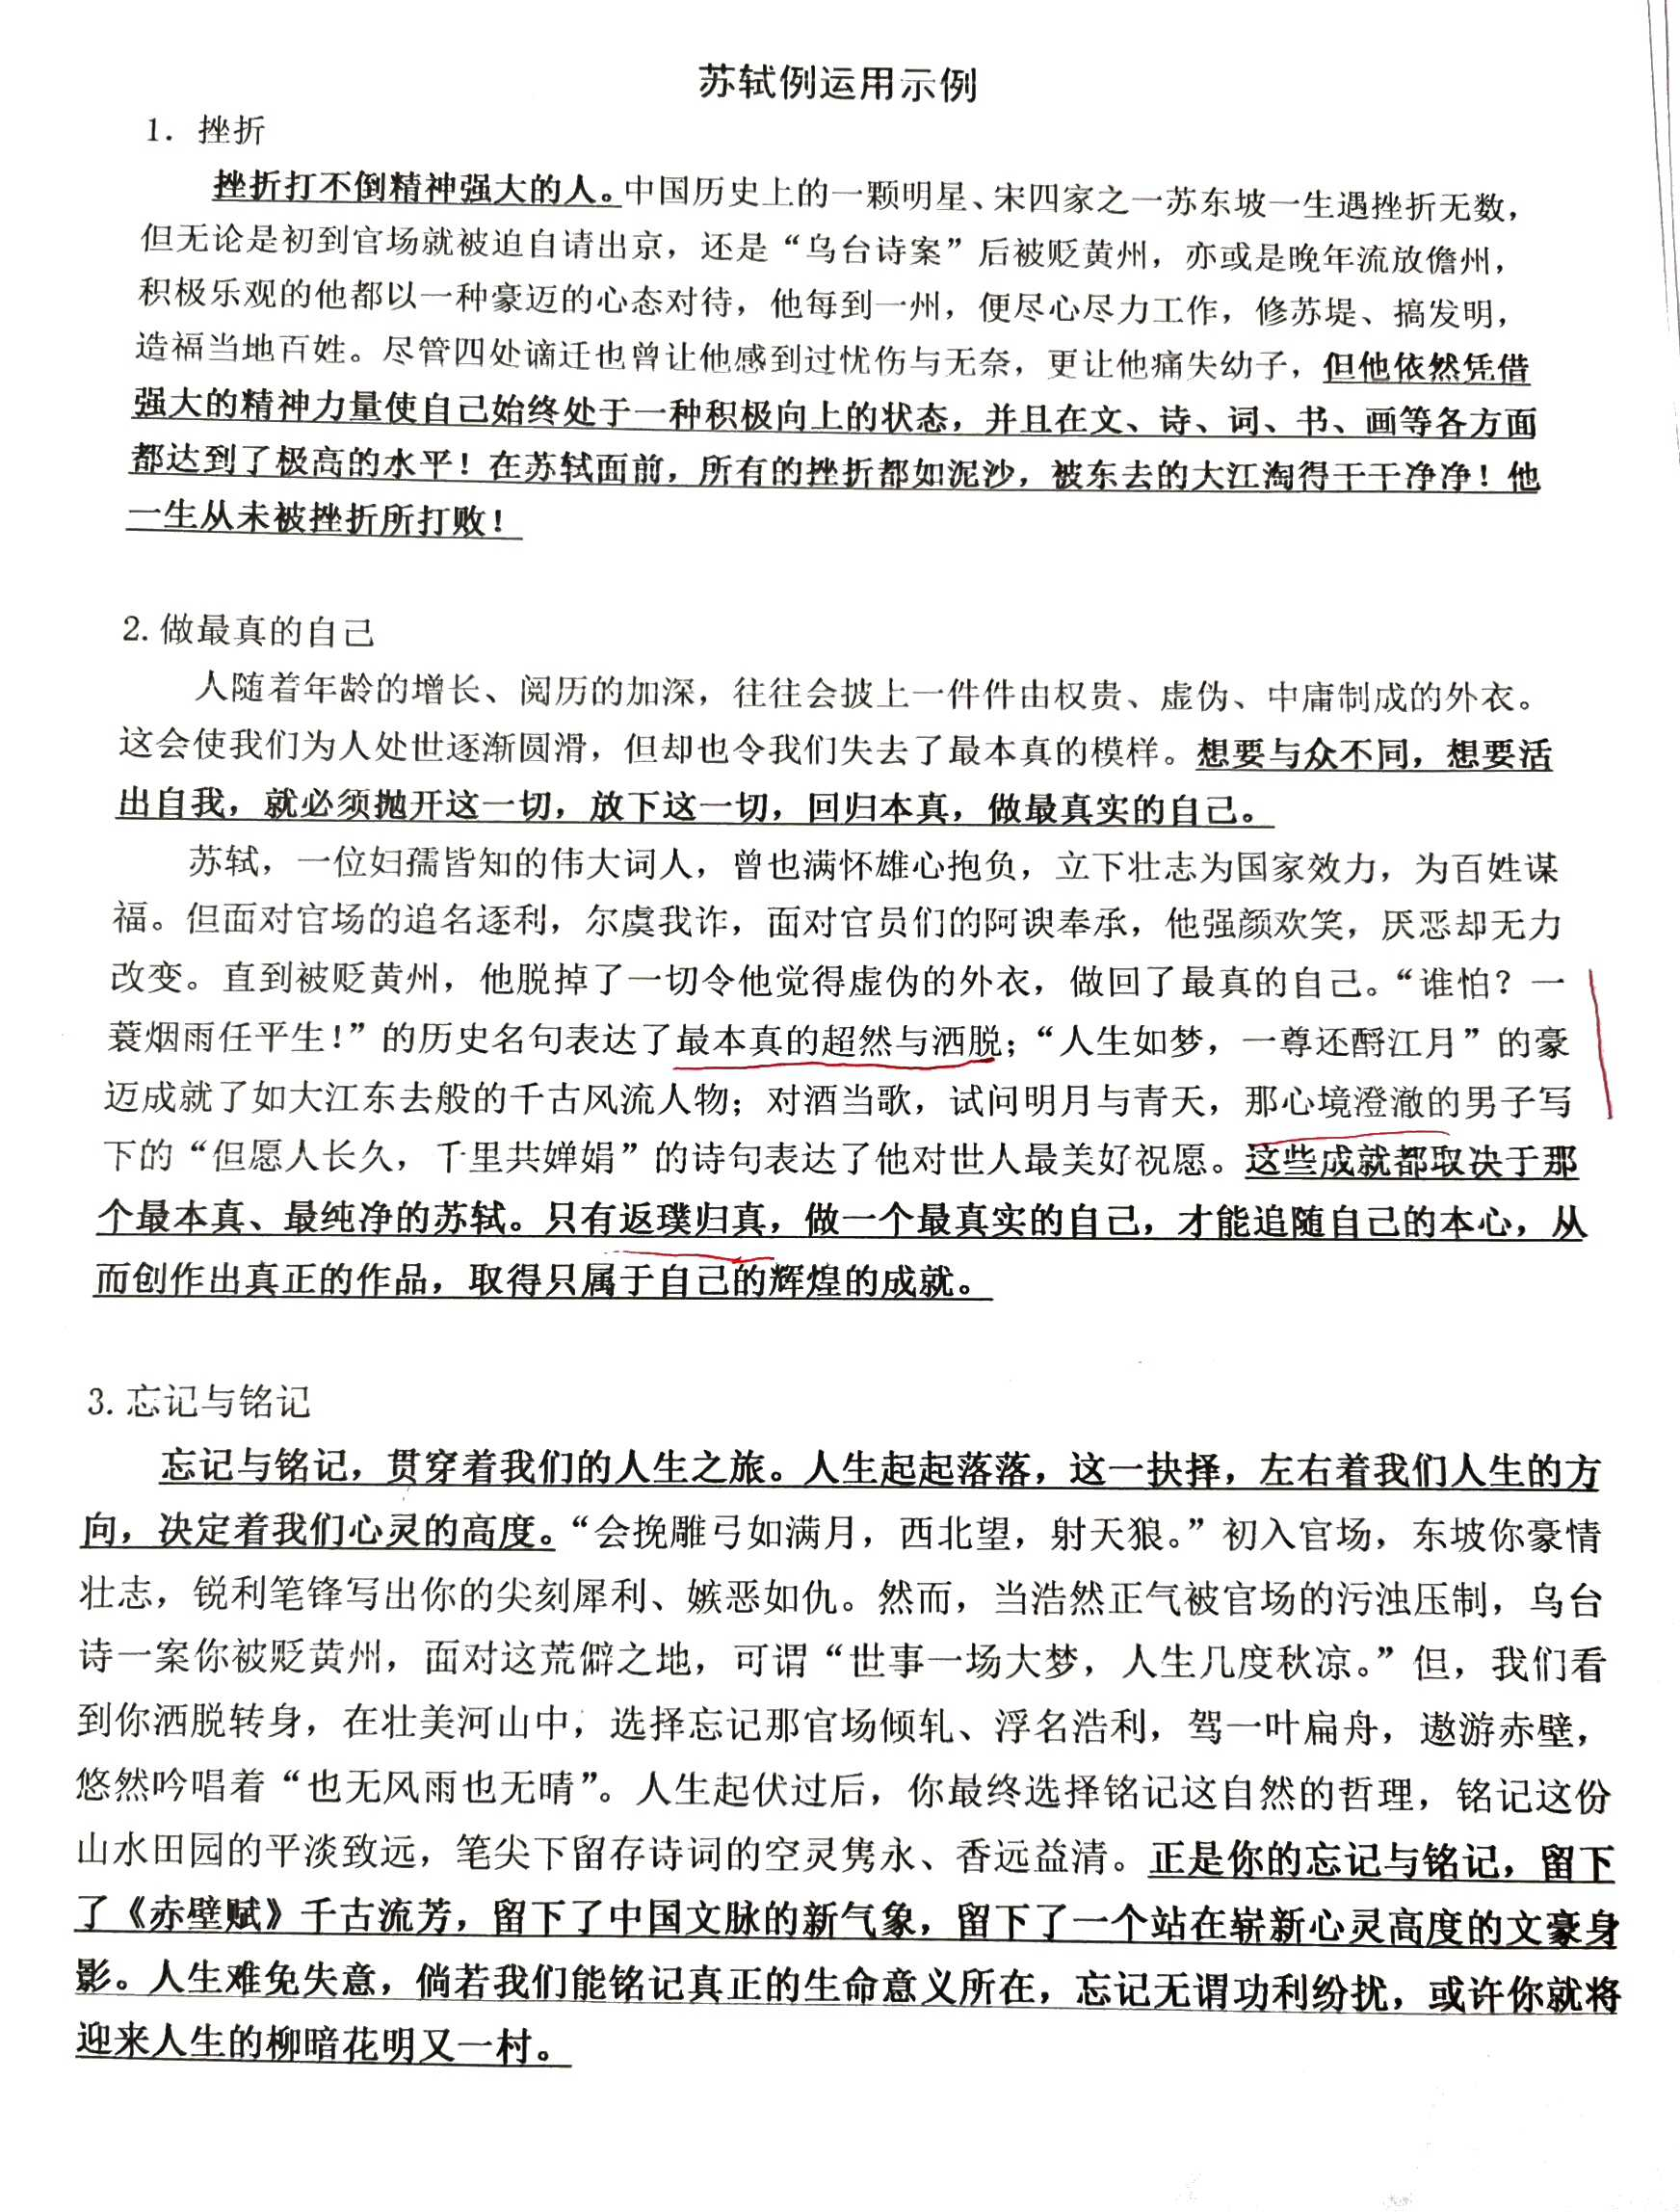 苏轼例运用示例
1. 挫折
挫折打不倒精神强大的人。中国历史上的一颗明星、宋四家之一苏东坡一生遇挫折无数，
但无论是初到官场就被迫自请出京，还是“乌台诗案”后被贬黄州，亦或是晚年流放儋州，
积极乐观的他都以一种豪迈的心态对待，他每到一州，便尽心尽力工作，修苏堤、搞发明，
造福当地百姓。尽管四处谪迁也曾让他感到过忧伤与无奈，更让他痛失幼子，但他依然凭借
强大的精神力量使自己始终处于一种积极向上的状态，并且在文、诗、词、书、画等各方面
都达到了极高的水平！在苏轼面前，所有的挫折都如泥沙，被东去的大江淘得干干净净！他
一生从未被挫折所打败！
2. 做最真的自己
人随着年龄的增长、阅历的加深，往往会披上一件件由权贵、虚伪、中庸制成的外衣。
这会使我们为人处世逐渐圆滑，但却也令我们失去了最本真的模样。想要与众不同，想要活
出自我，就必须抛开这一切，放下这一切，回归本真，做最真实的自己。
苏轼，一位妇孺皆知的伟大词人，曾也满怀雄心抱负，立下壮志为国家效力，为百姓谋
福。但面对官场的追名逐利，尔虞我诈，面对官员们的阿谀奉承，他强颜欢笑，厌恶却无力
改变。直到被贬黄州，他脱掉了一切令他觉得虚伪的外衣，做回了最真的自己。“谁怕？一
蓑烟雨任平生！”的历史名句表达了最本真的超然与洒脱；“人生如梦，一尊还酹江月”的豪
迈成就了如大江东去般的千古风流人物；对酒当歌，试问明月与青天，那心境澄澈的男子写
下的“但愿人长久，千里共婵娟”的诗句表达了他对世人最美好祝愿。这些成就都取决于那
个最本真、最纯净的苏轼。只有返璞归真，做一个最真实的自己，才能追随自己的本心，从
而创作出真正的作品，取得只属于自己的辉煌的成就。
3. 忘记与铭记
忘记与铭记，贯穿着我们的人生之旅。人生起起落落，这一抉择，左右着我们人生的方
向，决定着我们心灵的高度。“会挽雕弓如满月，西北望，射天狼。”初入官场，东坡你豪情
壮志，锐利笔锋写出你的尖刻犀利、嫉恶如仇。然而，当浩然正气被官场的污浊压制，乌台
诗一案你被贬黄州，面对这荒僻之地，可谓“世事一场大梦，人生几度秋凉。”但，我们看
到你洒脱转身，在壮美河山中，选择忘记那官场倾轧、浮名浩利，驾一叶扁舟，遨游赤壁，
悠然吟唱着“也无风雨也无晴”。人生起伏过后，你最终选择铭记这自然的哲理，铭记这份
山水田园的平淡致远，笔尖下留存诗词的空灵隽永、香远益清。正是你的忘记与铭记，留下
了《赤壁赋》千古流芳，留下了中国文脉的新气象，留下了一个站在崭新心灵高度的文豪身
影。人生难免失意，倘若我们能铭记真正的生命意义所在，忘记无谓功利纷扰，或许你就将
迎来人生的柳暗花明又一村。